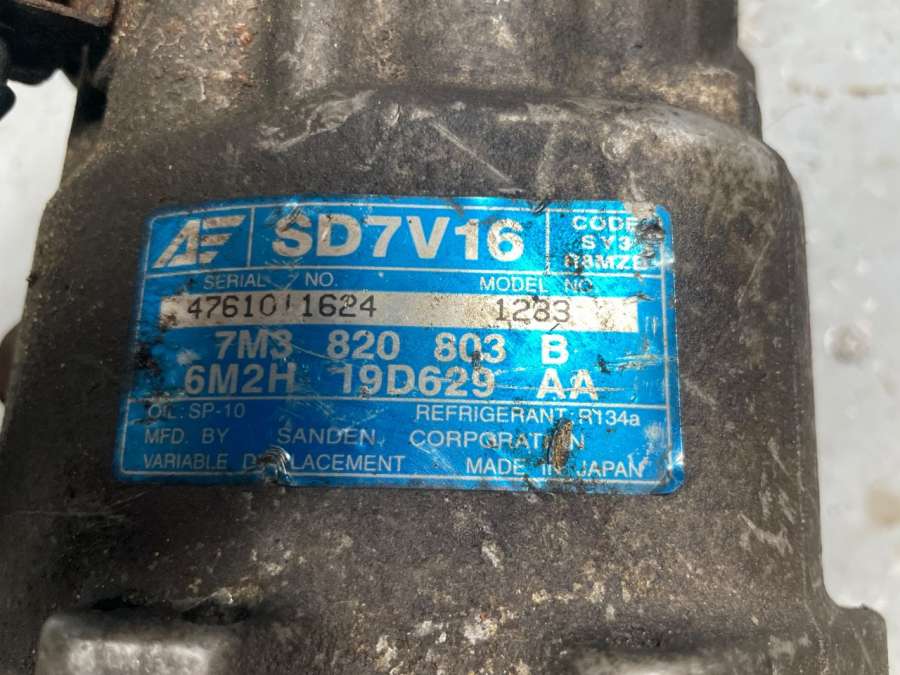 AE SD7V16 CODE
SY3
SERIAL NO. MODEL NO.
1624 1283
7M3 820 803 B
6M2H 19D629 AA
OIL: SP-10 REFRIGERANT: R134a
MFD. BY SANDEN CORPORATION
VARIABLE DISPLACEMENT MADE IN JAPAN